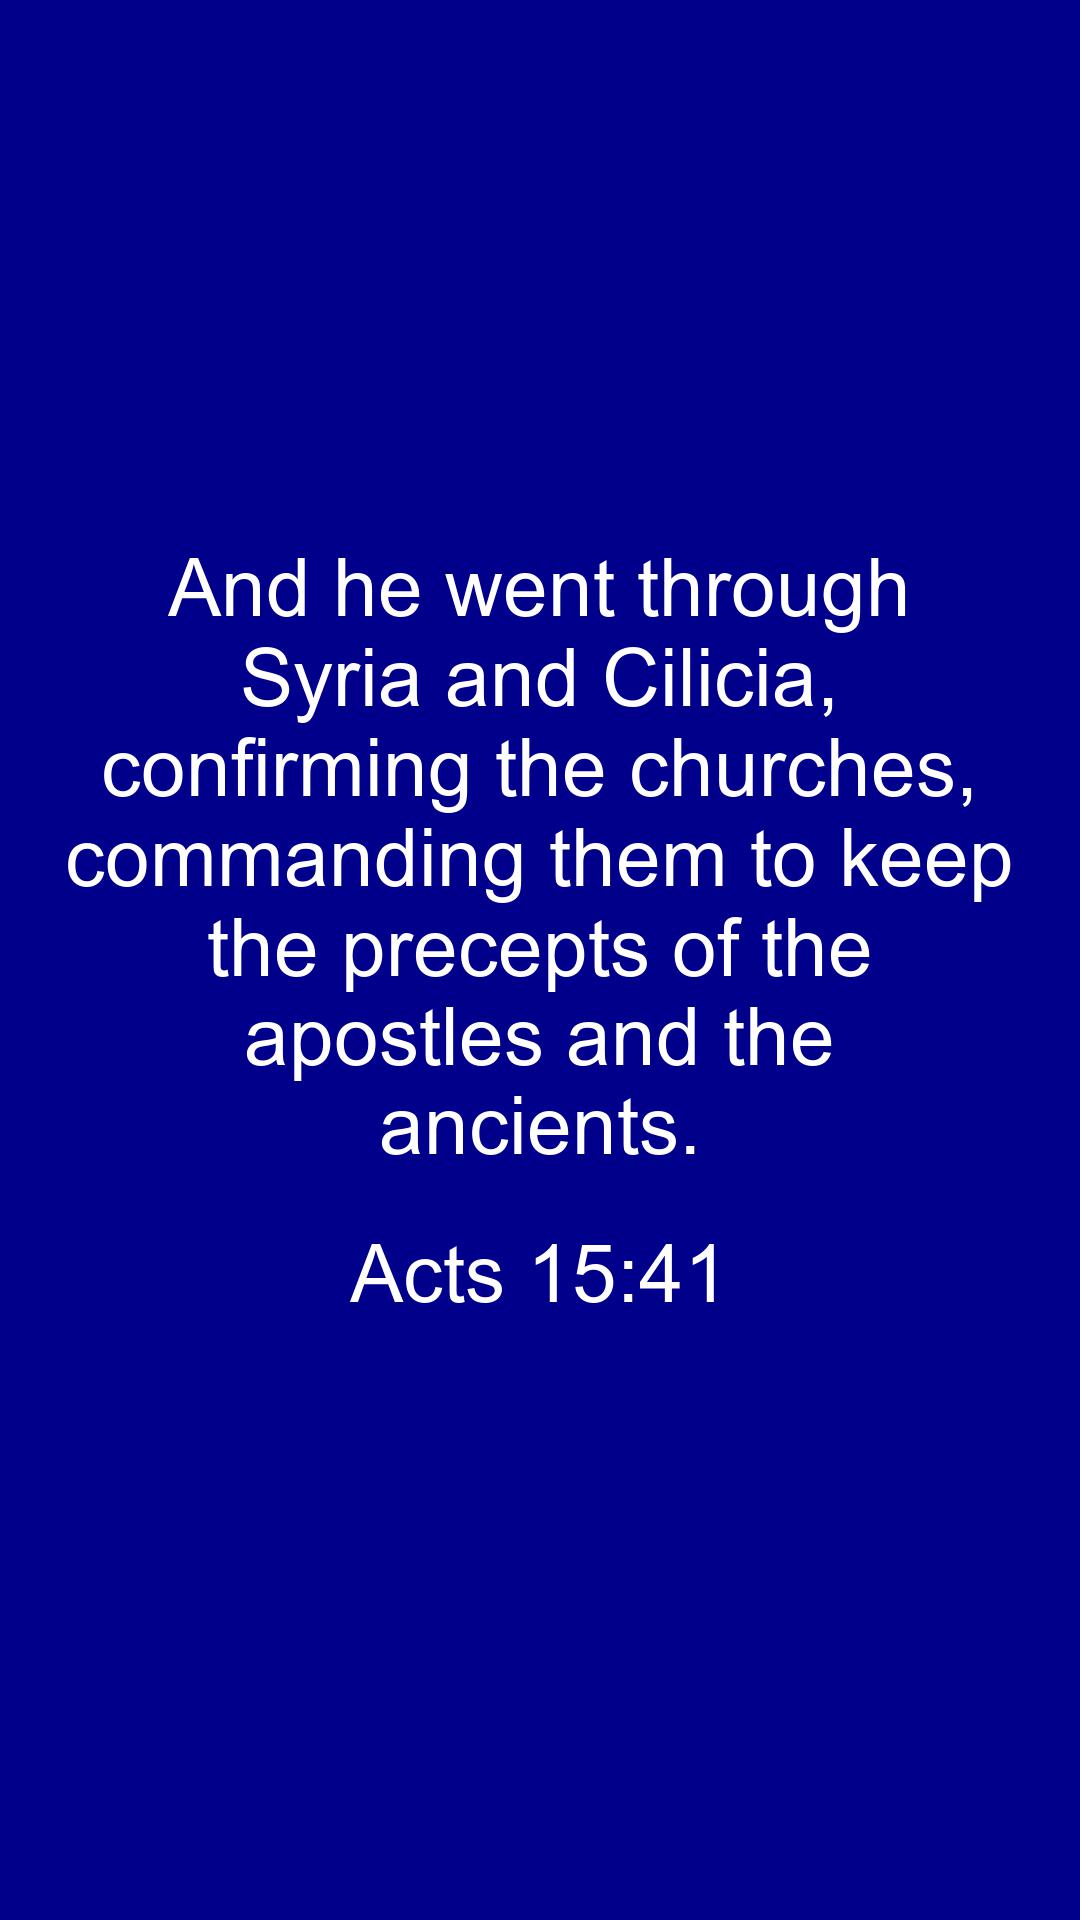 And he went through
Syria and Cilicia,
confirming the churches,
commanding them to keep
the precepts of the
apostles and the
ancients.
Acts 15:41